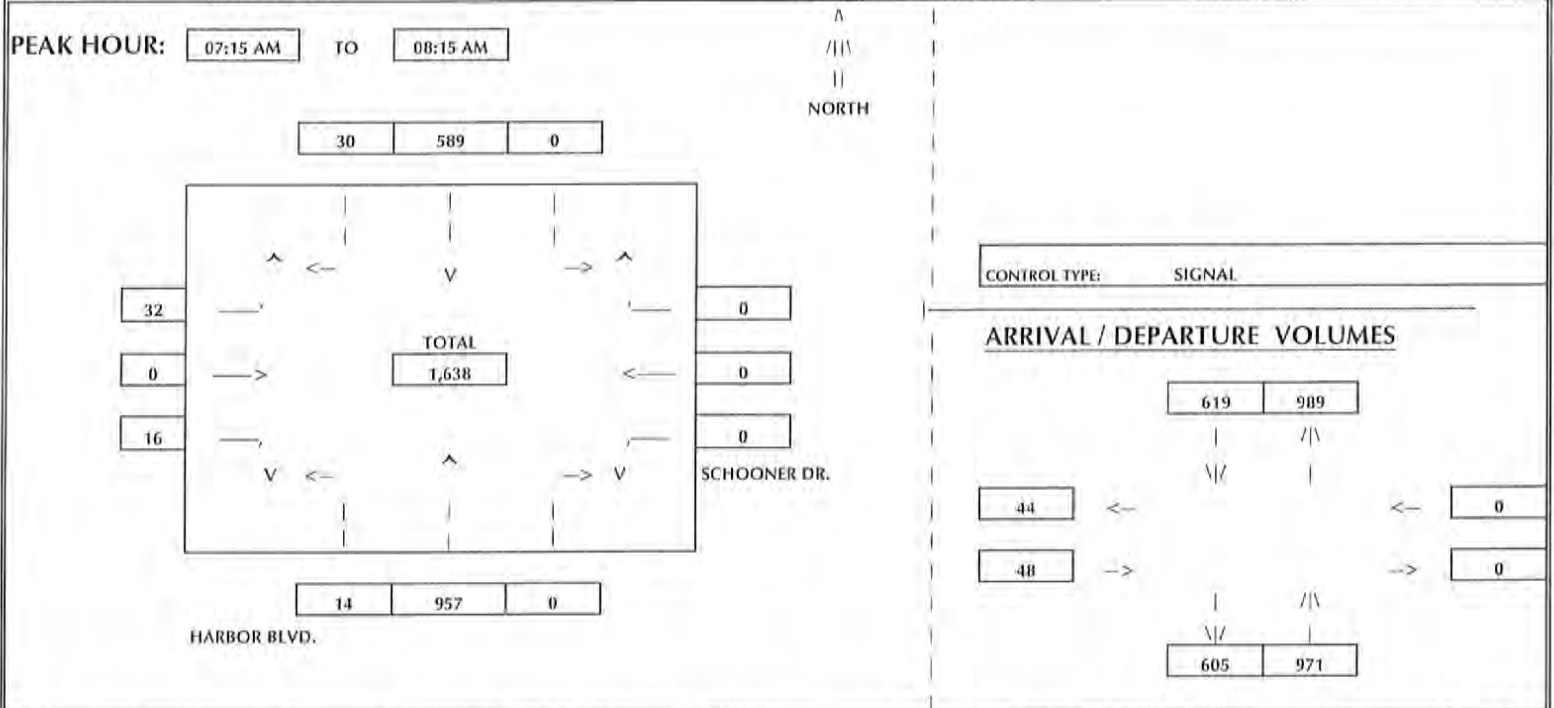 PEAK HOUR: 07:15 AM TO 08:15 AM
NORTH
30 589 0
32
0
16
TOTAL
1,638
0
0
0
SCHOONER DR.
14 957 0
HARBOR BLVD.
CONTROL TYPE: SIGNAL
ARRIVAL / DEPARTURE VOLUMES
619 989
44 0
48 0
605 971